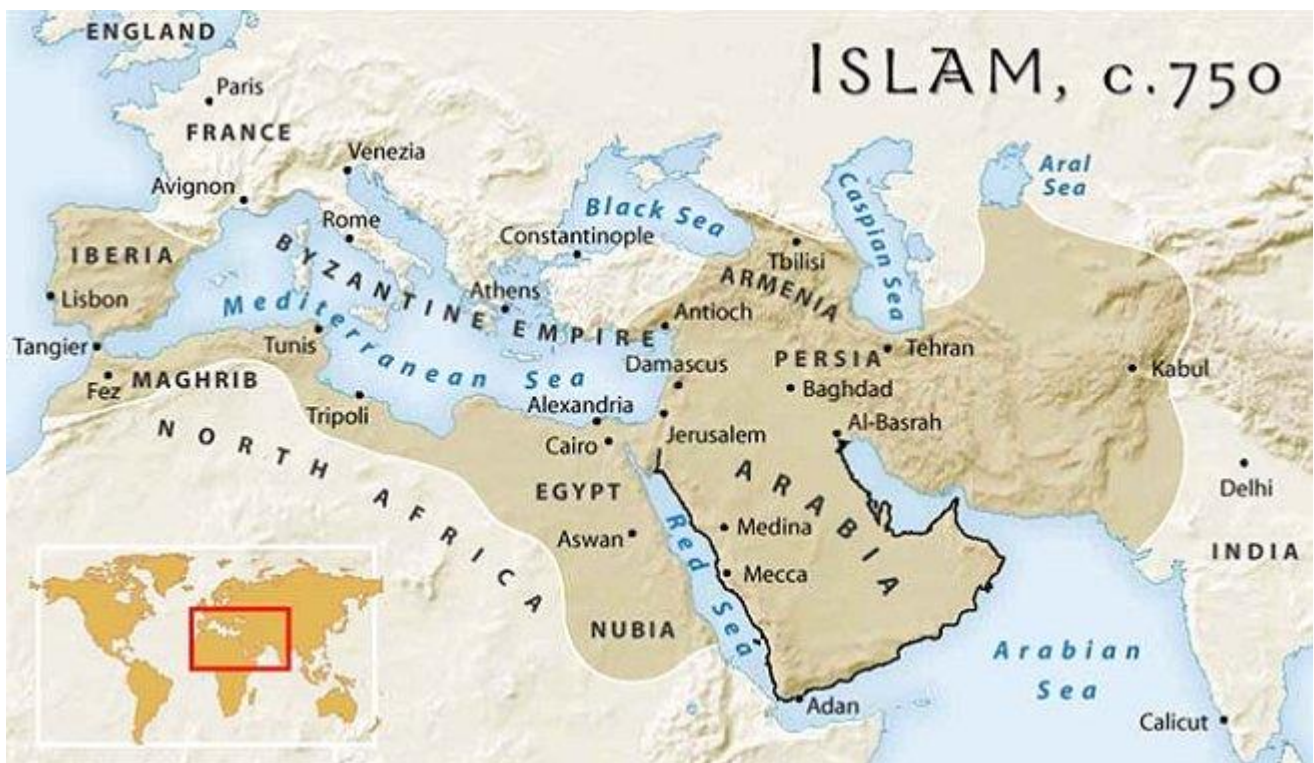 ENGLAND
ISLAM, c.750
Paris
FRANCE
Venezia
Avignon
Aral
Sea
Caspian Sea
Black Sea
Rome
Constantinople
IBERIA
BYZANTINE EMPIRE
Tbilisi
ARMENIA
Lisbon
Athens
Mediterranean Sea
Antioch
Tangier
Tunis
Damascus
PERSIA
Tehran
Kabul
Fez
MAGHRIB
Baghdad
Tripoli
Alexandria
Al-Basrah
NORTH AFRICA
Cairo
Jerusalem
ARABIA
Delhi
EGYPT
Red Sea
Medina
Aswan
INDIA
Mecca
NUBIA
Arabian
Sea
Adan
Calicut